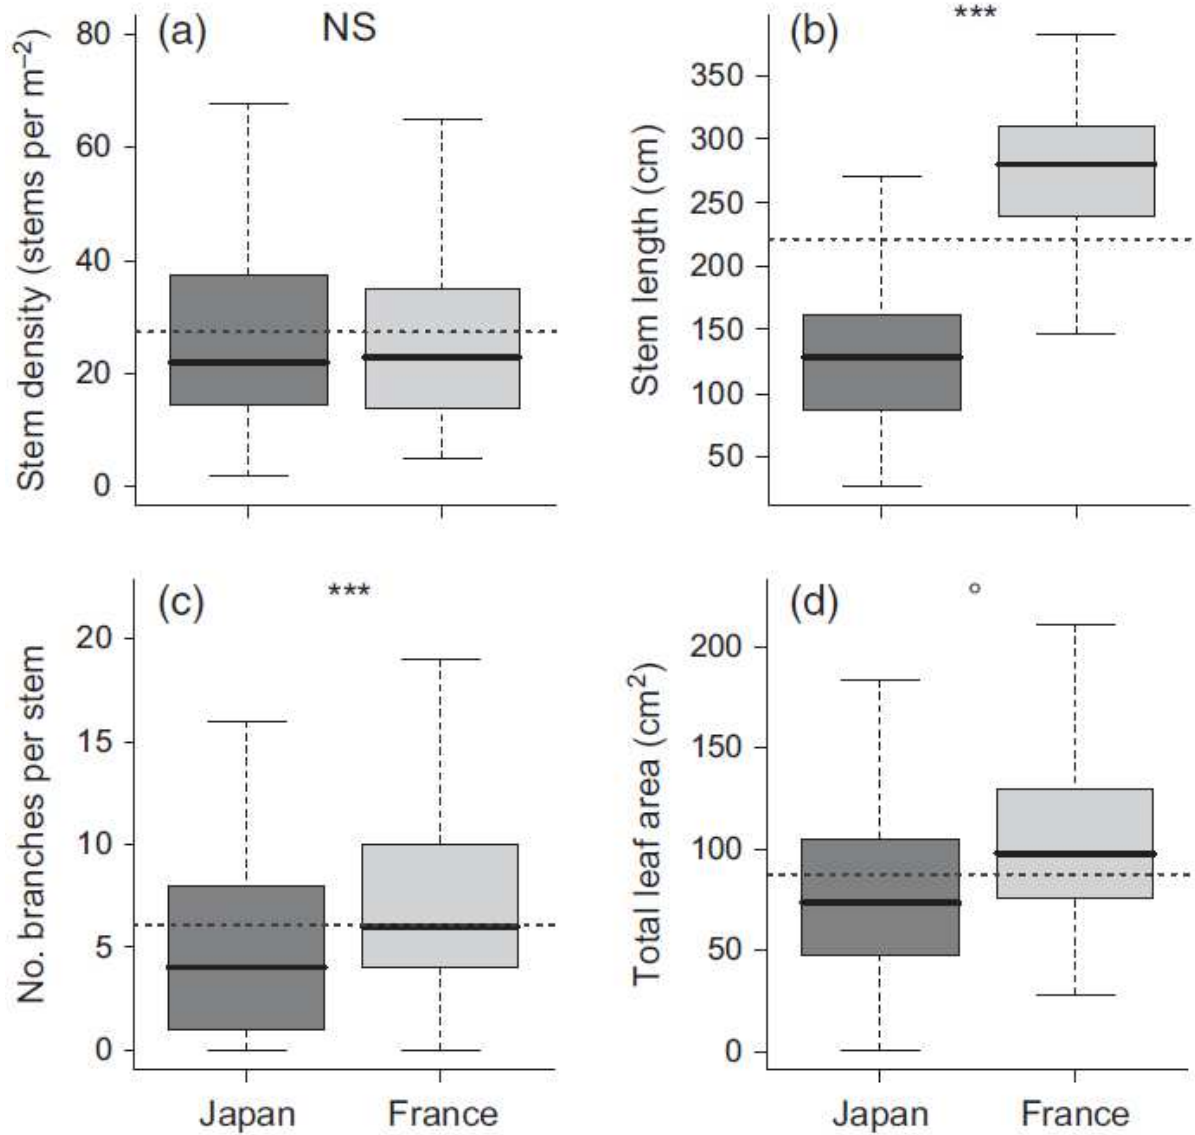 (a) NS
Stem density (stems per m⁻²)
80
60
40
20
0
(b) ***
Stem length (cm)
350
300
250
200
150
100
50
(c) ***
No. branches per stem
20
15
10
5
0
Japan France
(d) °
Total leaf area (cm²)
200
150
100
50
0
Japan France